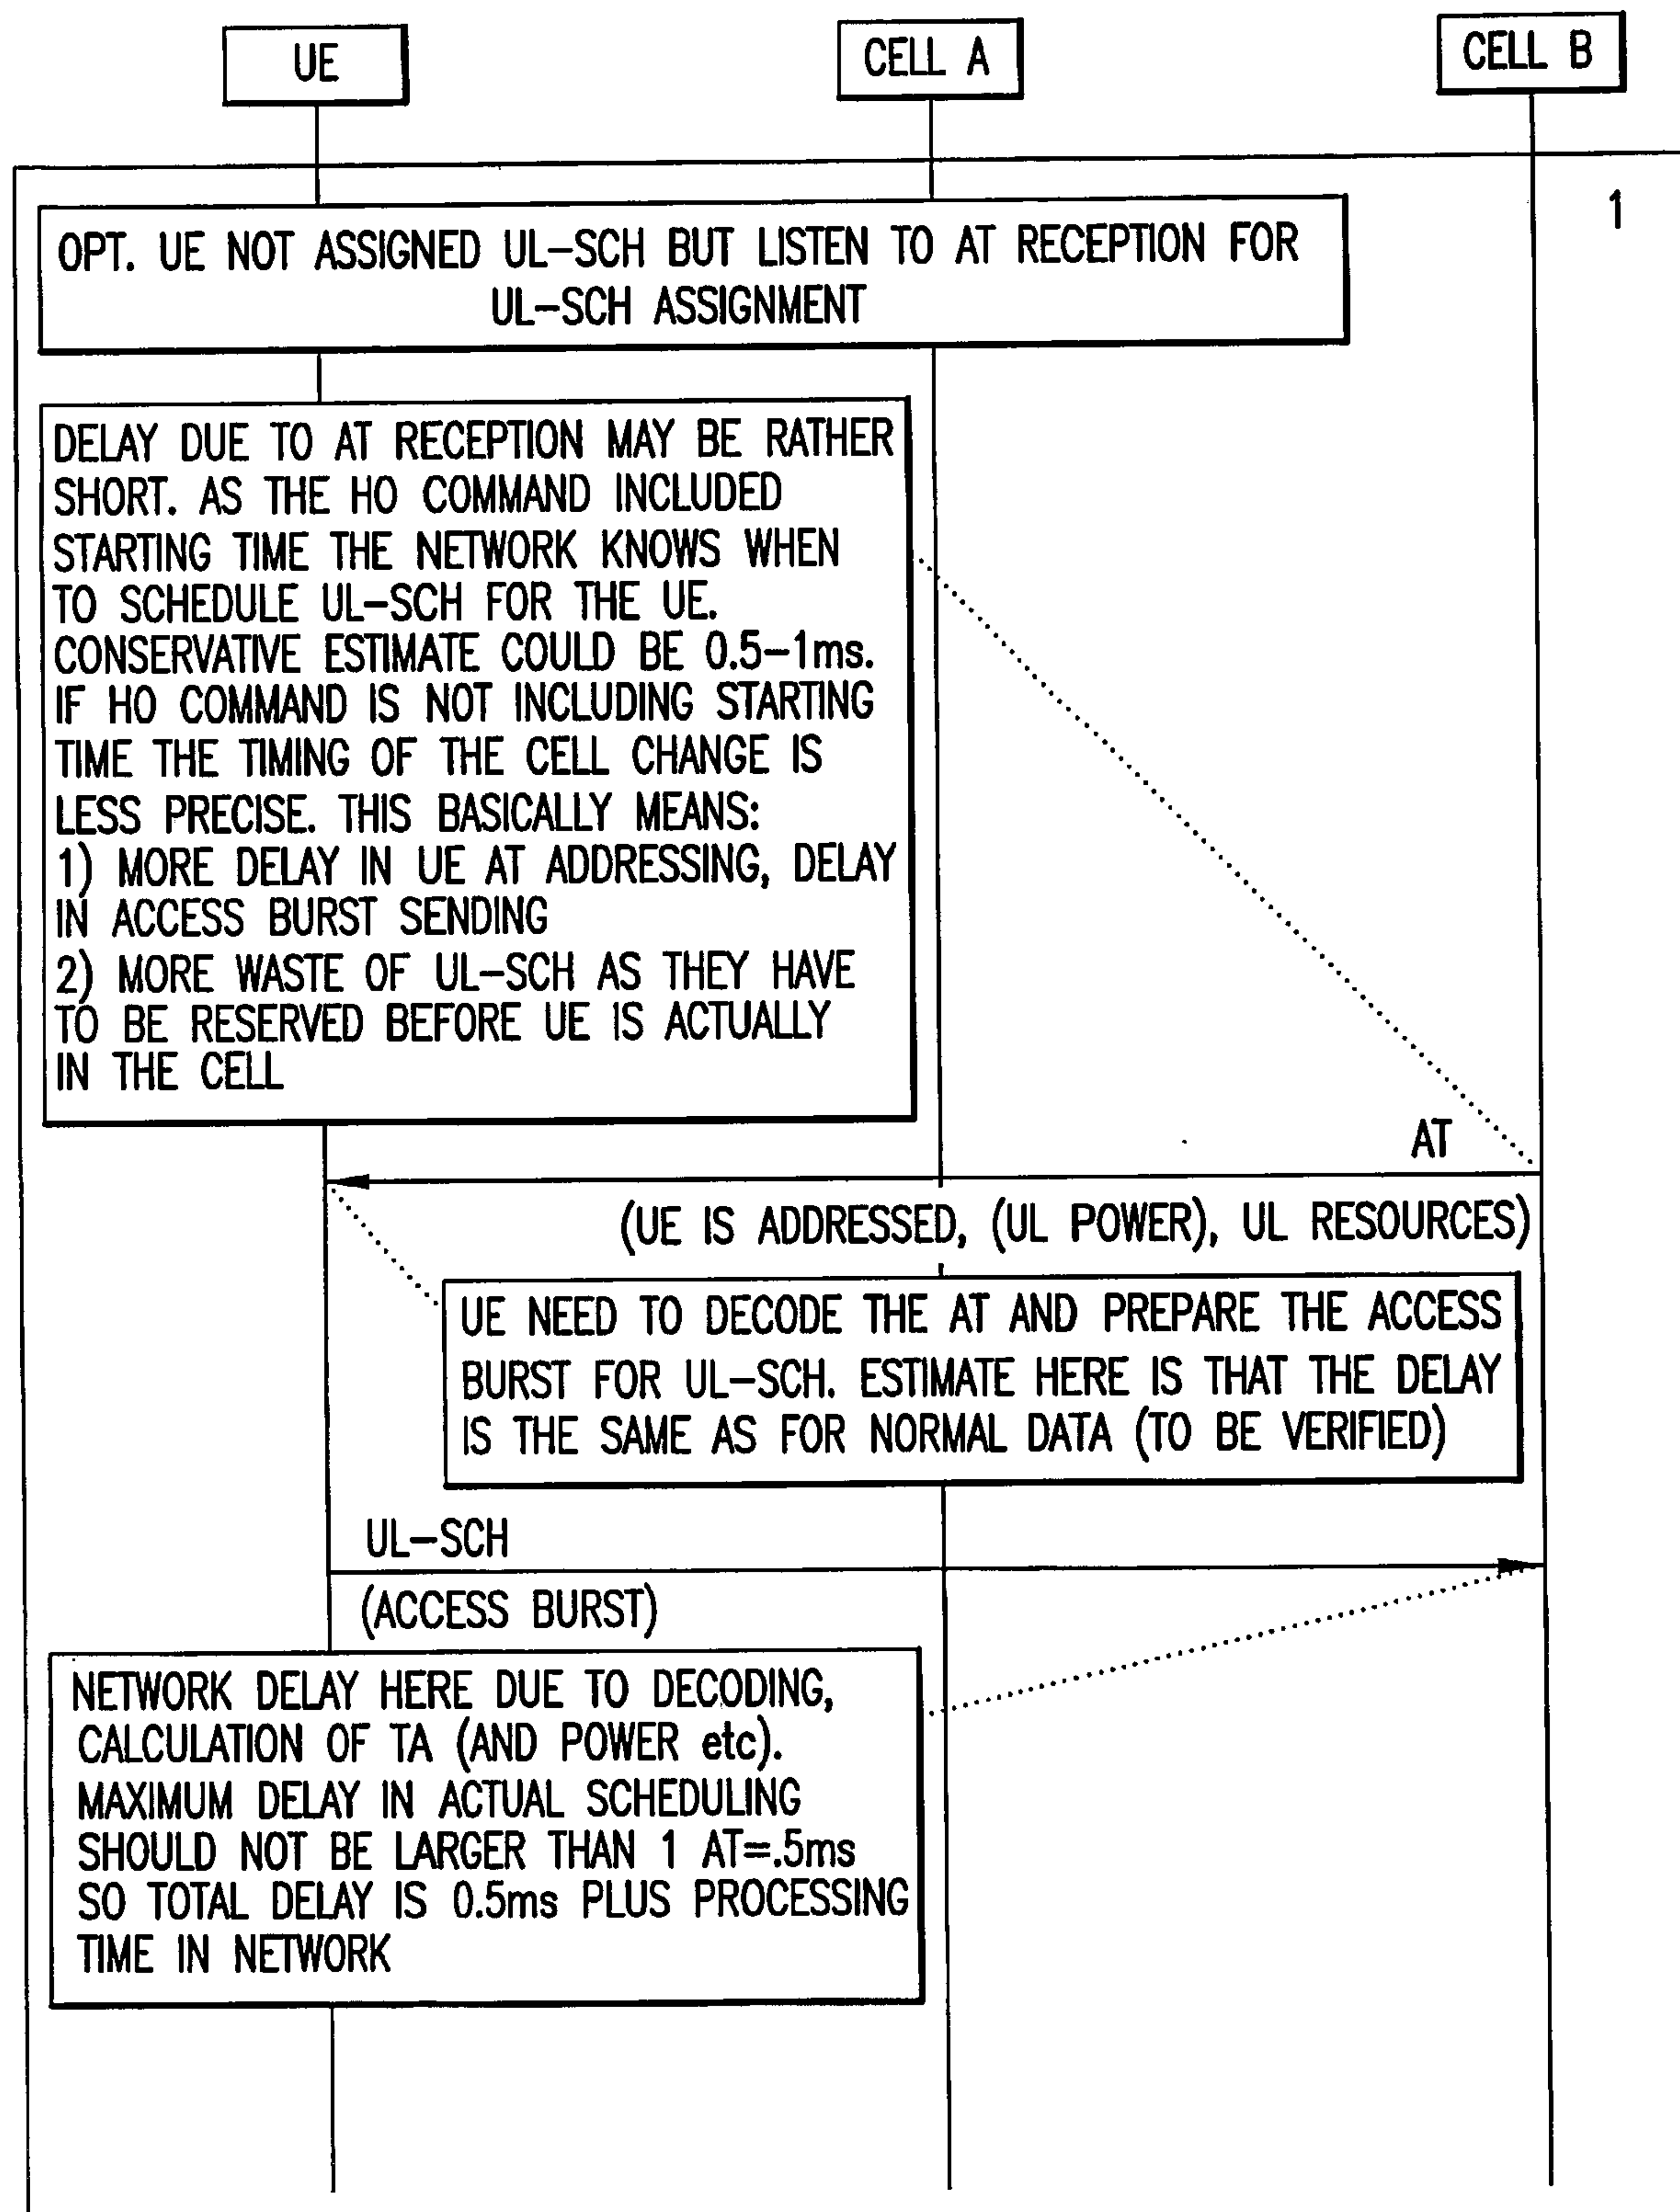 UE
CELL A
CELL B
1
OPT. UE NOT ASSIGNED UL-SCH BUT LISTEN TO AT RECEPTION FOR
UL-SCH ASSIGNMENT
DELAY DUE TO AT RECEPTION MAY BE RATHER
SHORT. AS THE HO COMMAND INCLUDED
STARTING TIME THE NETWORK KNOWS WHEN
TO SCHEDULE UL-SCH FOR THE UE.
CONSERVATIVE ESTIMATE COULD BE 0.5-1ms.
IF HO COMMAND IS NOT INCLUDING STARTING
TIME THE TIMING OF THE CELL CHANGE IS
LESS PRECISE. THIS BASICALLY MEANS:
1) MORE DELAY IN UE AT ADDRESSING, DELAY
IN ACCESS BURST SENDING
2) MORE WASTE OF UL-SCH AS THEY HAVE
TO BE RESERVED BEFORE UE IS ACTUALLY
IN THE CELL
AT
(UE IS ADDRESSED, (UL POWER), UL RESOURCES)
UE NEED TO DECODE THE AT AND PREPARE THE ACCESS
BURST FOR UL-SCH. ESTIMATE HERE IS THAT THE DELAY
IS THE SAME AS FOR NORMAL DATA (TO BE VERIFIED)
UL-SCH
(ACCESS BURST)
NETWORK DELAY HERE DUE TO DECODING,
CALCULATION OF TA (AND POWER etc).
MAXIMUM DELAY IN ACTUAL SCHEDULING
SHOULD NOT BE LARGER THAN 1 AT=.5ms
SO TOTAL DELAY IS 0.5ms PLUS PROCESSING
TIME IN NETWORK